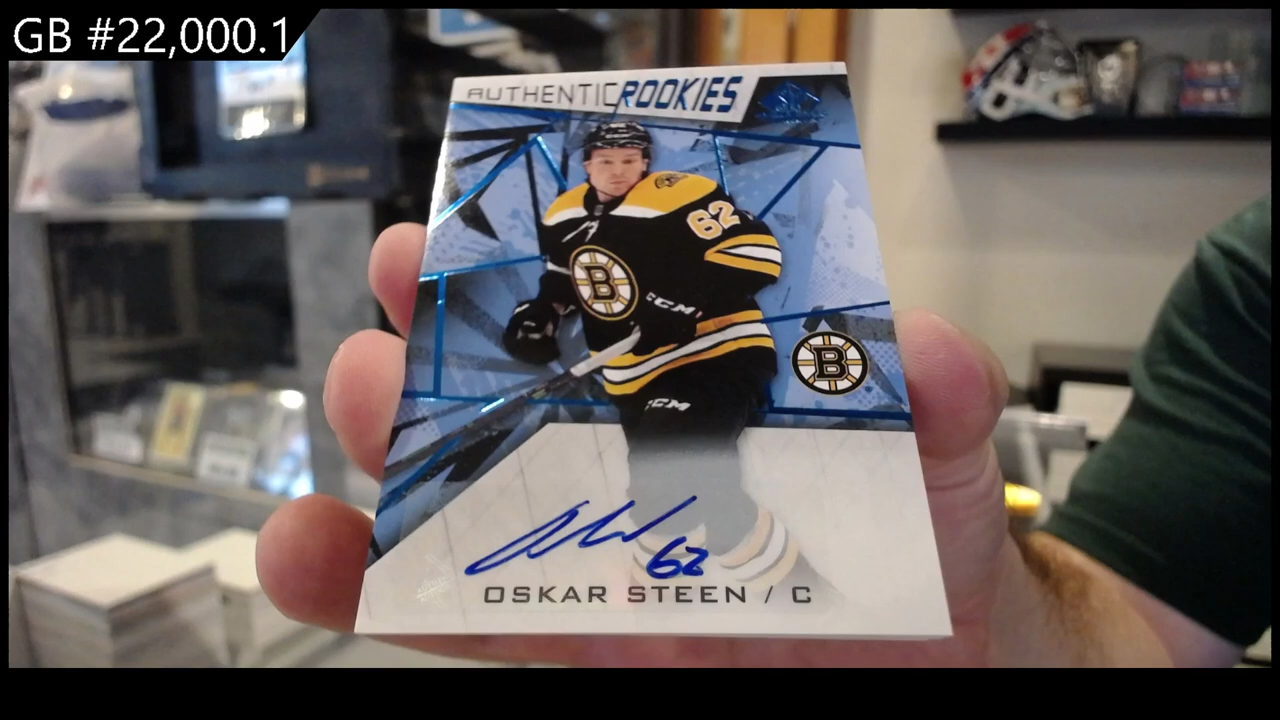 GB #22,000.1
AUTHENTIC ROOKIES
62
B
CCM
B
CCM
62
OSKAR STEEN / C